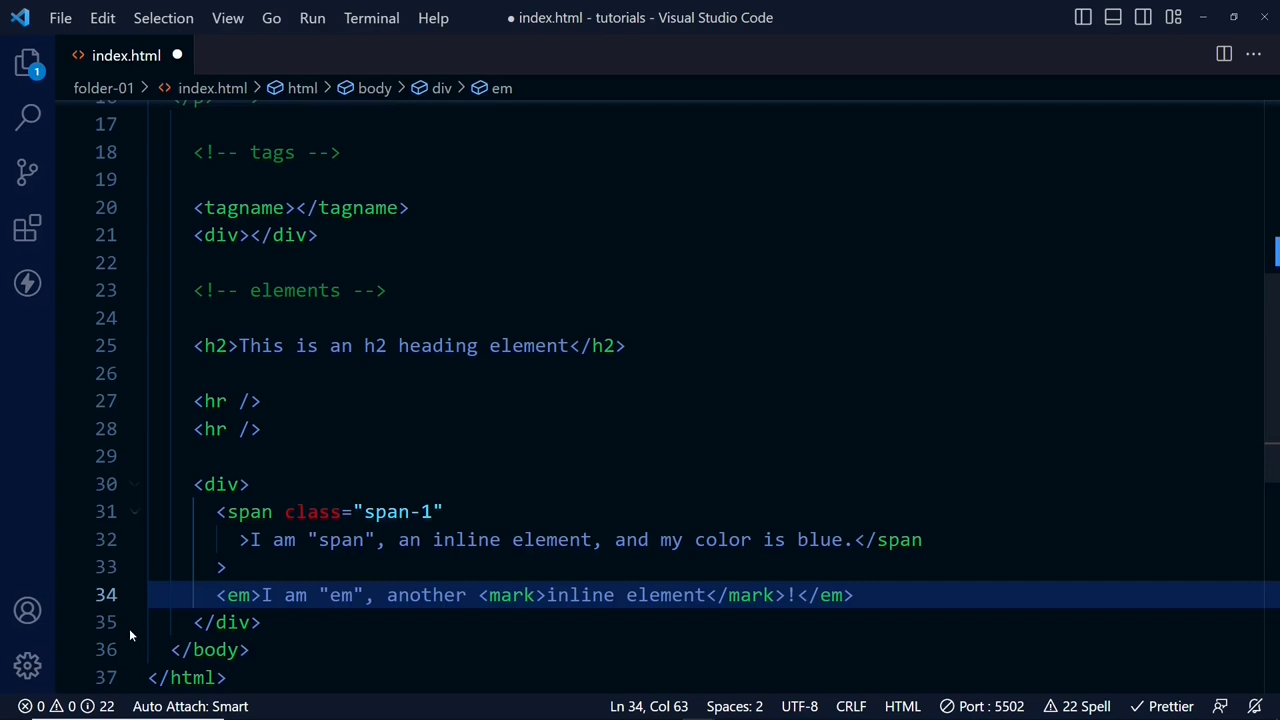 File Edit Selection View Go Run Terminal Help ● index.html - tutorials - Visual Studio Code
<> index.html ●
folder-01 > <> index.html > html > body > div > em
1
16 </p> -->
17
18 <!-- tags -->
19
20 <tagname></tagname>
21 <div></div>
22
23 <!-- elements -->
24
25 <h2>This is an h2 heading element</h2>
26
27 <hr />
28 <hr />
29
30 <div>
31 <span class="span-1"
32 >I am "span", an inline element, and my color is blue.</span
33 >
34 <em>I am "em", another <mark>inline element</mark>!</em>
35 </div>
36 </body>
37 </html>
0 0 22 Auto Attach: Smart Ln 34, Col 63 Spaces: 2 UTF-8 CRLF HTML Port : 5502 22 Spell Prettier